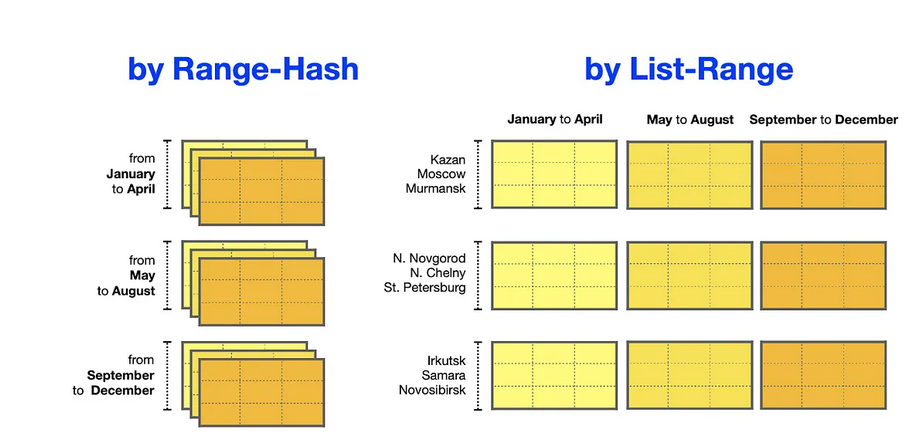 by Range-Hash
from
January
to April
from
May
to August
from
September
to December
by List-Range
January to April
May to August
September to December
Kazan
Moscow
Murmansk
N. Novgorod
N. Chelny
St. Petersburg
Irkutsk
Samara
Novosibirsk